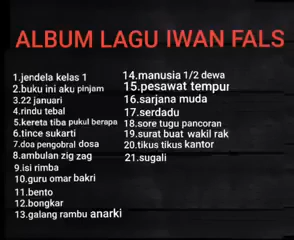 ALBUM LAGU IWAN FALS
1.jendela kelas 1
2.buku ini aku pinjam
3.22 januari
4.rindu tebal
5.kereta tiba pukul berapa
6.tince sukarti
7.doa pengobral dosa
8.ambulan zig zag
9.isi rimba
10.guru omar bakri
11.bento
12.bongkar
13.galang rambu anarki
14.manusia 1/2 dewa
15.pesawat tempur
16.sarjana muda
17.serdadu
18.sore tugu pancoran
19.surat buat wakil rak
20.tikus tikus kantor
21.sugali